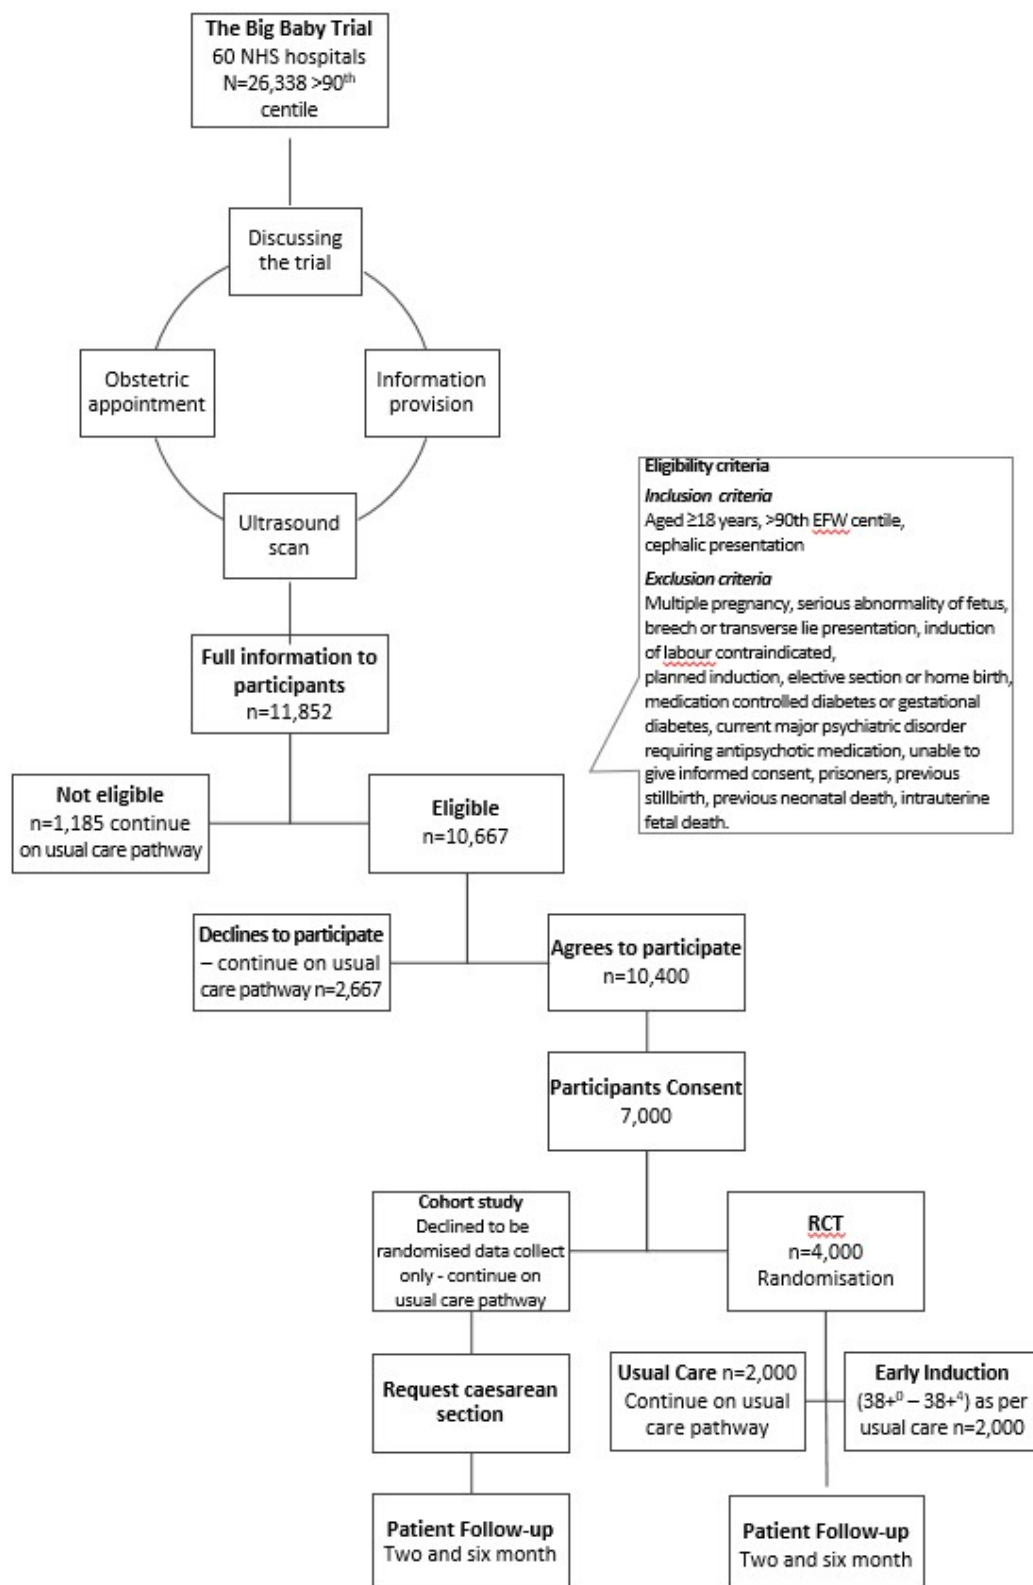 The Big Baby Trial
60 NHS hospitals
N=26,338 >90th
centile
Discussing
the trial
Obstetric
appointment
Information
provision
Ultrasound
scan
Eligibility criteria
Inclusion criteria
Aged ≥18 years, >90th EFW centile,
cephalic presentation
Exclusion criteria
Multiple pregnancy, serious abnormality of fetus,
breech or transverse lie presentation, induction
of labour contraindicated,
planned induction, elective section or home birth,
medication controlled diabetes or gestational
diabetes, current major psychiatric disorder
requiring antipsychotic medication, unable to
give informed consent, prisoners, previous
stillbirth, previous neonatal death, intrauterine
fetal death.
Full information to
participants
n=11,852
Not eligible
n=1,185 continue
on usual care pathway
Eligible
n=10,667
Declines to participate
– continue on usual
care pathway n=2,667
Agrees to participate
n=10,400
Participants Consent
7,000
Cohort study
Declined to be
randomised data collect
only - continue on
usual care pathway
RCT
n=4,000
Randomisation
Request caesarean
section
Usual Care n=2,000
Continue on usual
care pathway
Early Induction
(38+⁰ – 38+⁴) as per
usual care n=2,000
Patient Follow-up
Two and six month
Patient Follow-up
Two and six month